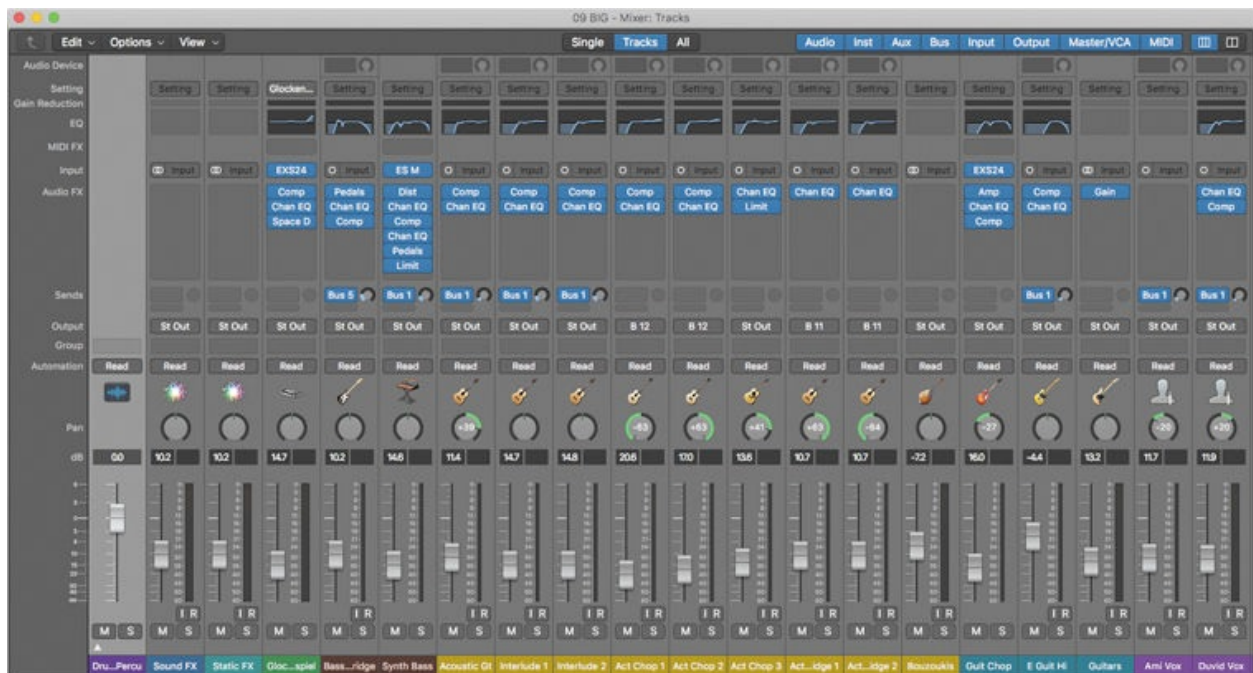 09 BIG - Mixer: Tracks
Edit Options View Single Tracks All Audio Inst Aux Bus Input Output Master/VCA MIDI
Audio Device
Setting Setting Setting Glocken... Setting Setting Setting Setting Setting Setting Setting Setting Setting Setting Setting Setting Setting Setting Setting Setting
Gain Reduction
EQ
MIDI FX
Input Input Input EXS24 Input ES M Input Input Input Input Input Input Input Input Input EXS24 Input Input Input Input
Audio FX Comp Pedals Dist Comp Comp Comp Comp Comp Chan EQ Chan EQ Chan EQ Amp Comp Gain Chan EQ
Chan EQ Chan EQ Chan EQ Chan EQ Chan EQ Chan EQ Chan EQ Chan EQ Limit Chan EQ Chan EQ Comp
Space D Comp Comp Comp
Chan EQ
Pedals
Limit
Sends Bus 5 Bus 1 Bus 1 Bus 1 Bus 1 Bus 1 Bus 1 Bus 1
Output St Out St Out St Out St Out St Out St Out St Out St Out B 12 B 12 St Out B 11 B 11 St Out St Out St Out St Out St Out St Out
Group
Automation Read Read Read Read Read Read Read Read Read Read Read Read Read Read Read Read Read Read Read Read
Pan +39 -63 +63 +41 +63 -64 -27 -20 +20
dB 0.0 10.2 10.2 14.7 10.2 14.6 11.4 14.7 14.8 20.6 17.0 13.6 10.7 10.7 -7.2 16.0 -4.4 13.2 11.7 11.9
I R I R I R I R I R I R I R I R I R I R I R I R I R I R
M S M S M S M S M S M S M S M S M S M S M S M S M S M S M S M S M S M S M S M S
Dru...Percu Sound FX Static FX Gloc...spiel Bass...ridge Synth Bass Acoustic Gt Interlude 1 Interlude 2 Act Chop 1 Act Chop 2 Act Chop 3 Act...idge 1 Act...idge 2 Bouzoukis Guit Chop E Guit Hi Guitars Ami Vox Duvid Vox